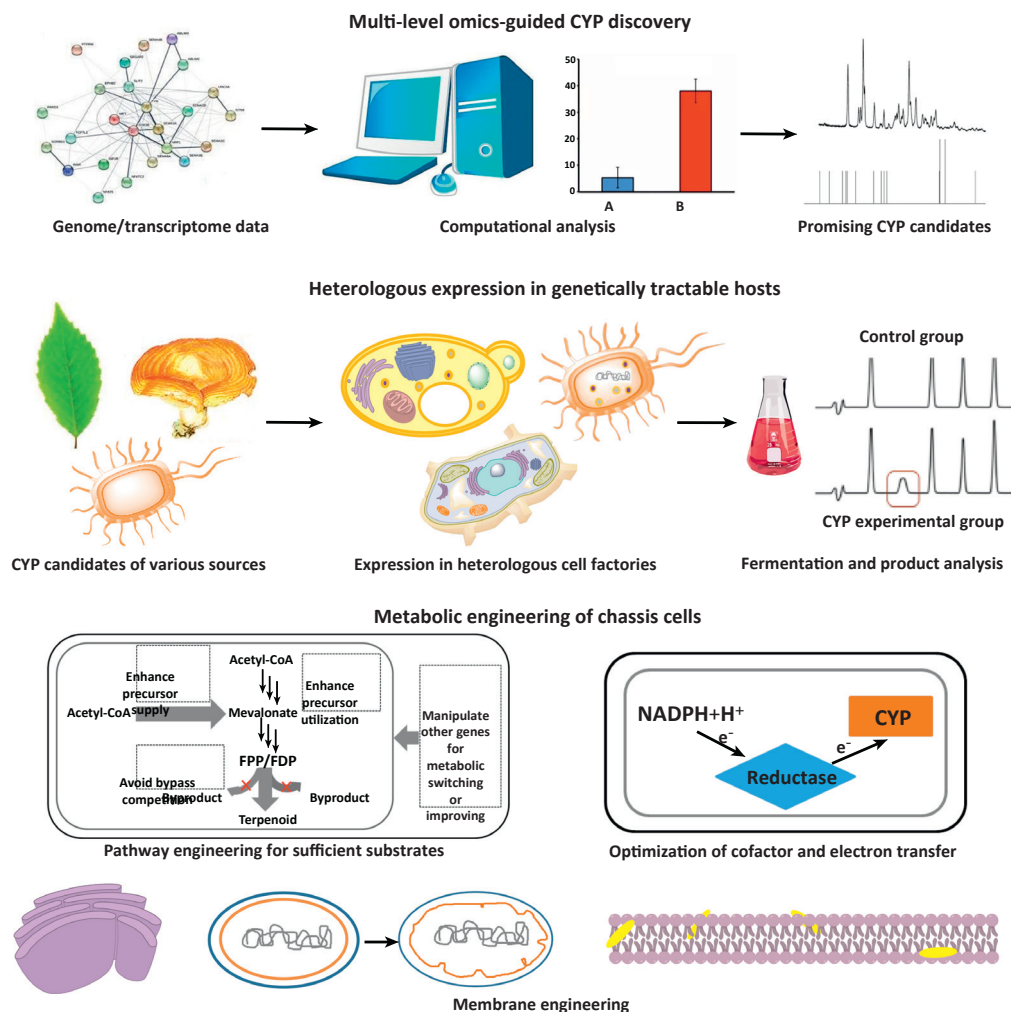 Multi-level omics-guided CYP discovery
50
40
30
20
10
0
A
B
Genome/transcriptome data
Computational analysis
Promising CYP candidates
Heterologous expression in genetically tractable hosts
Control group
CYP experimental group
CYP candidates of various sources
Expression in heterologous cell factories
Fermentation and product analysis
Metabolic engineering of chassis cells
Acetyl-CoA
Enhance
precursor
supply
Enhance
precursor
utilization
Acetyl-CoA
Mevalonate
Manipulate
other genes
for
metabolic
switching
or
improving
FPP/FDP
Avoid bypass
competition
Byproduct
Byproduct
Terpenoid
NADPH+H⁺
e⁻
Reductase
e⁻
CYP
Pathway engineering for sufficient substrates
Optimization of cofactor and electron transfer
Membrane engineering